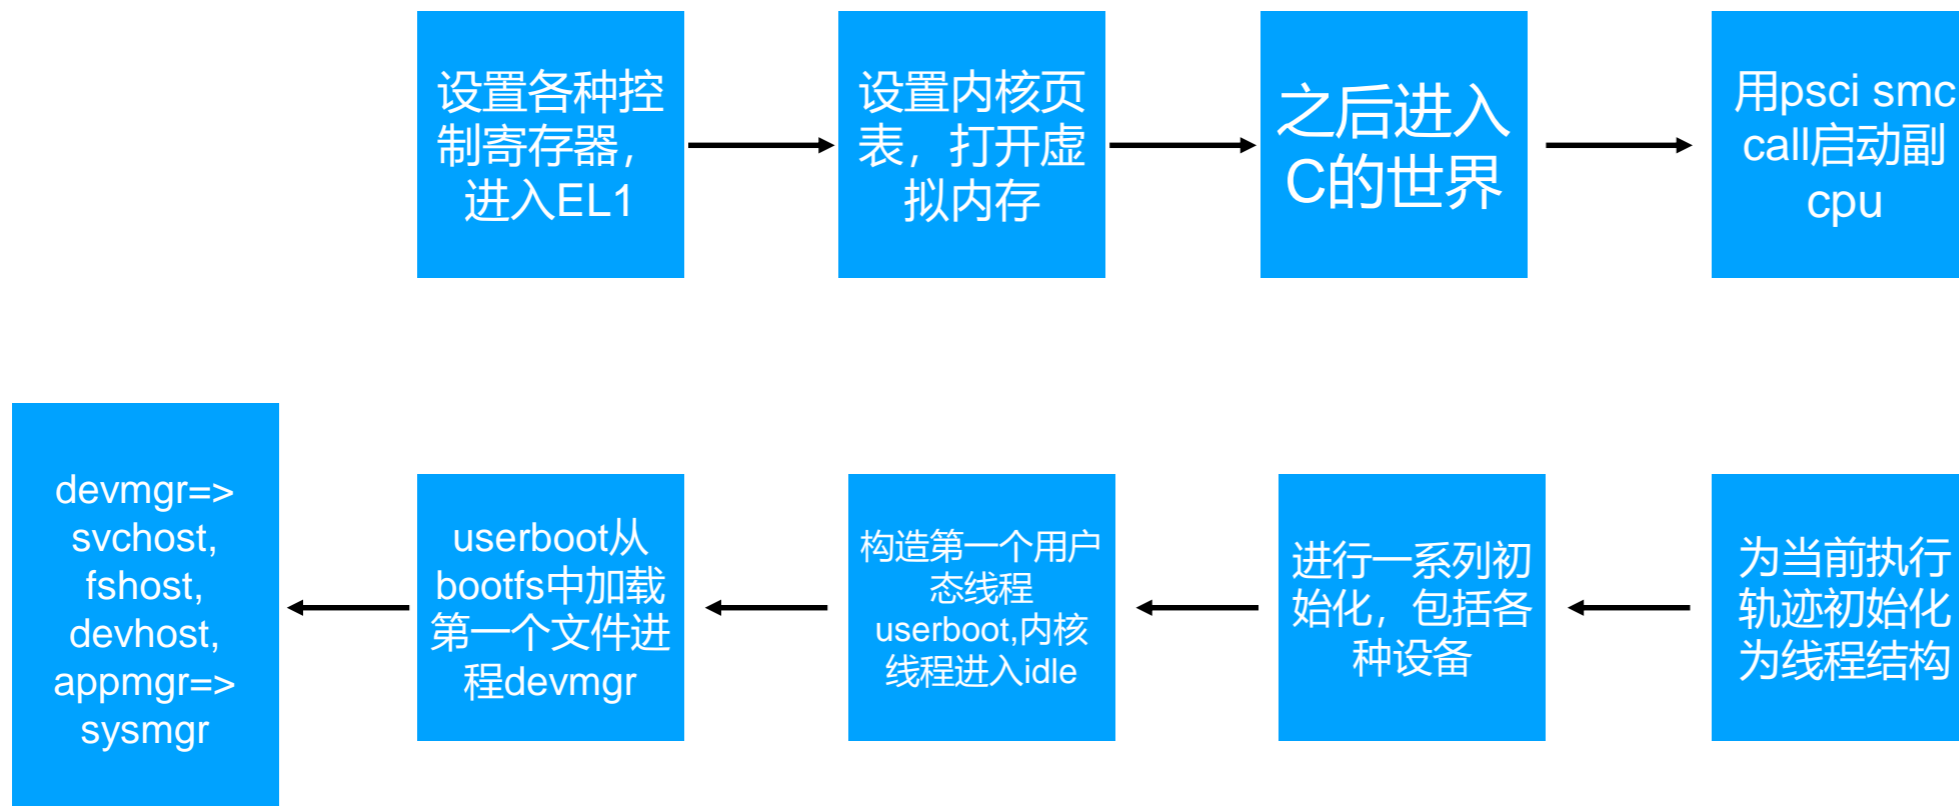 设置各种控
制寄存器，
进入EL1
设置内核页
表，打开虚
拟内存
之后进入
C的世界
用psci smc
call启动副
cpu
devmgr=>
svchost,
fshost,
devhost,
appmgr=>
sysmgr
userboot从
bootfs中加载
第一个文件进
程devmgr
构造第一个用户
态线程
userboot,内核
线程进入idle
进行一系列初
始化，包括各
种设备
为当前执行
轨迹初始化
为线程结构